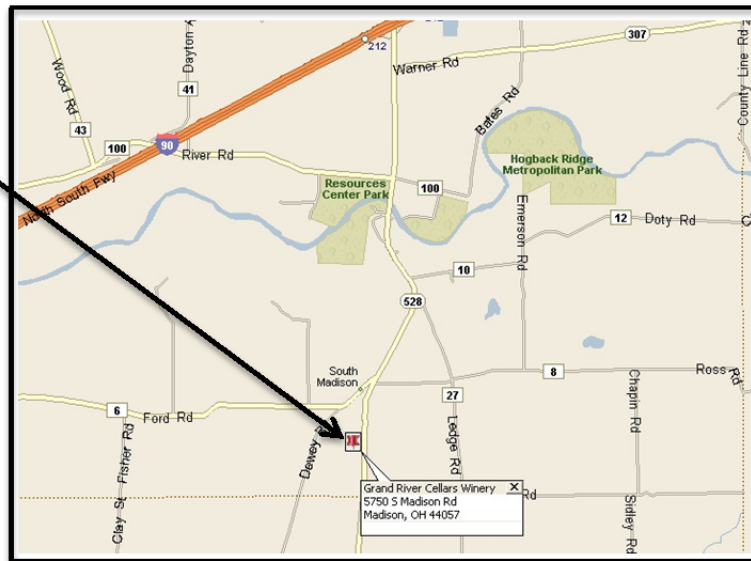 212
307
Warner Rd
Wood Rd
Dayton
41
43
100
90
River Rd
North South Fwy
Bates Rd
County Line Rd
Resources
Center Park
100
Hogback Ridge
Metropolitan Park
Emerson Rd
12
Doty Rd
10
528
South
Madison
8
Ross Rd
6
Ford Rd
27
Chapin Rd
Ledge Rd
Clay St
Fisher Rd
Dewey
Sidley Rd
Rd
Grand River Cellars Winery
5750 S Madison Rd
Madison, OH 44057